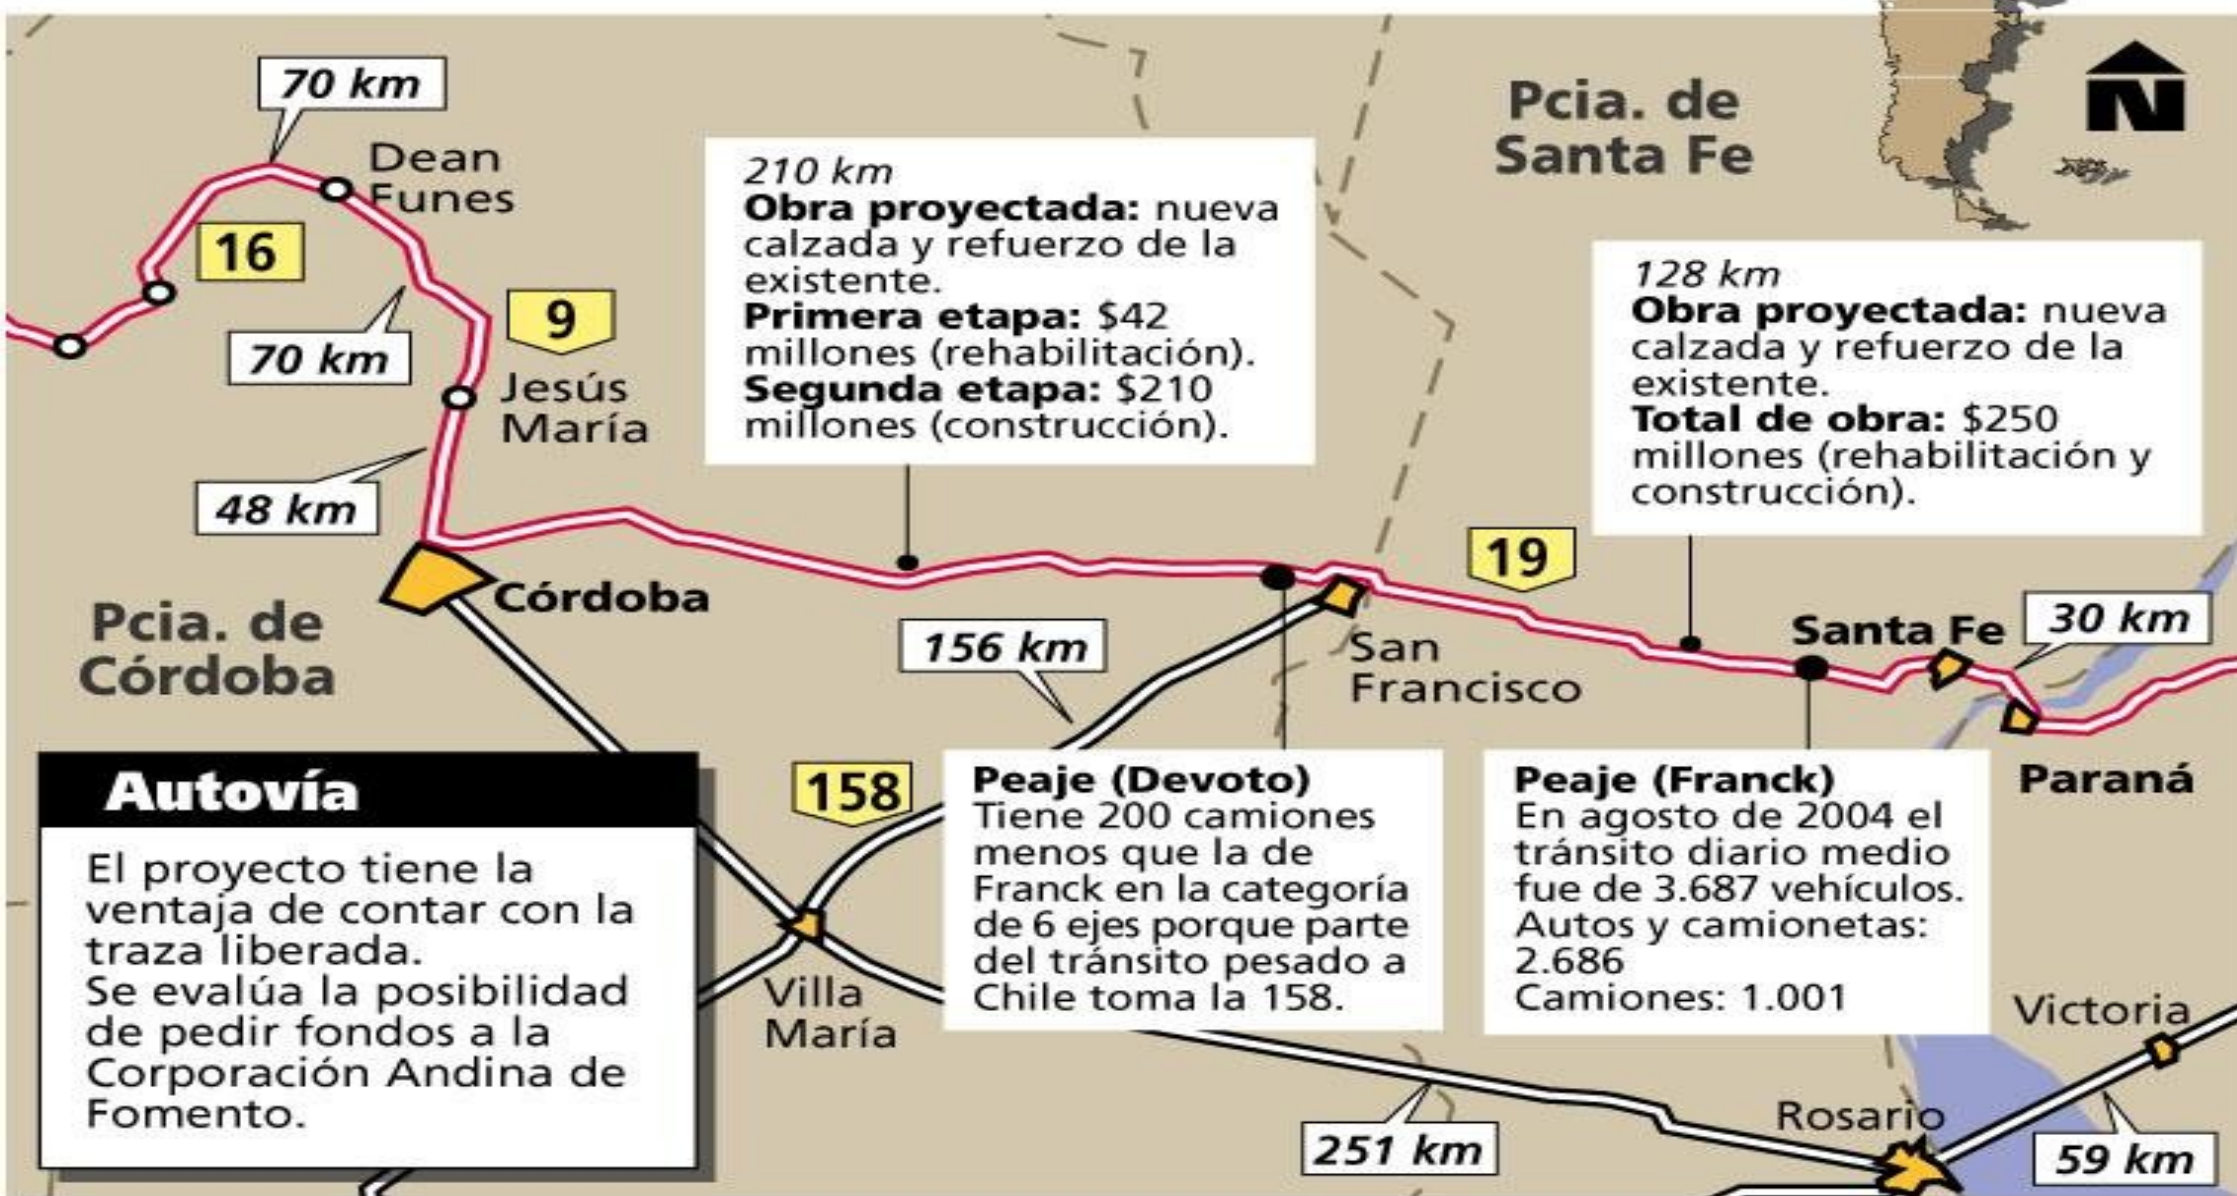 70 km
Dean
Funes
16
70 km
9
Jesús
María
48 km
210 km
Obra proyectada: nueva
calzada y refuerzo de la
existente.
Primera etapa: $42
millones (rehabilitación).
Segunda etapa: $210
millones (construcción).
Pcia. de
Santa Fe
N
128 km
Obra proyectada: nueva
calzada y refuerzo de la
existente.
Total de obra: $250
millones (rehabilitación y
construcción).
19
Córdoba
Pcia. de
Córdoba
156 km
San
Francisco
Santa Fe
30 km
Paraná
Autovía
El proyecto tiene la
ventaja de contar con la
traza liberada.
Se evalúa la posibilidad
de pedir fondos a la
Corporación Andina de
Fomento.
158
Villa
María
Peaje (Devoto)
Tiene 200 camiones
menos que la de
Franck en la categoría
de 6 ejes porque parte
del tránsito pesado a
Chile toma la 158.
Peaje (Franck)
En agosto de 2004 el
tránsito diario medio
fue de 3.687 vehículos.
Autos y camionetas:
2.686
Camiones: 1.001
Victoria
Rosario
251 km
59 km